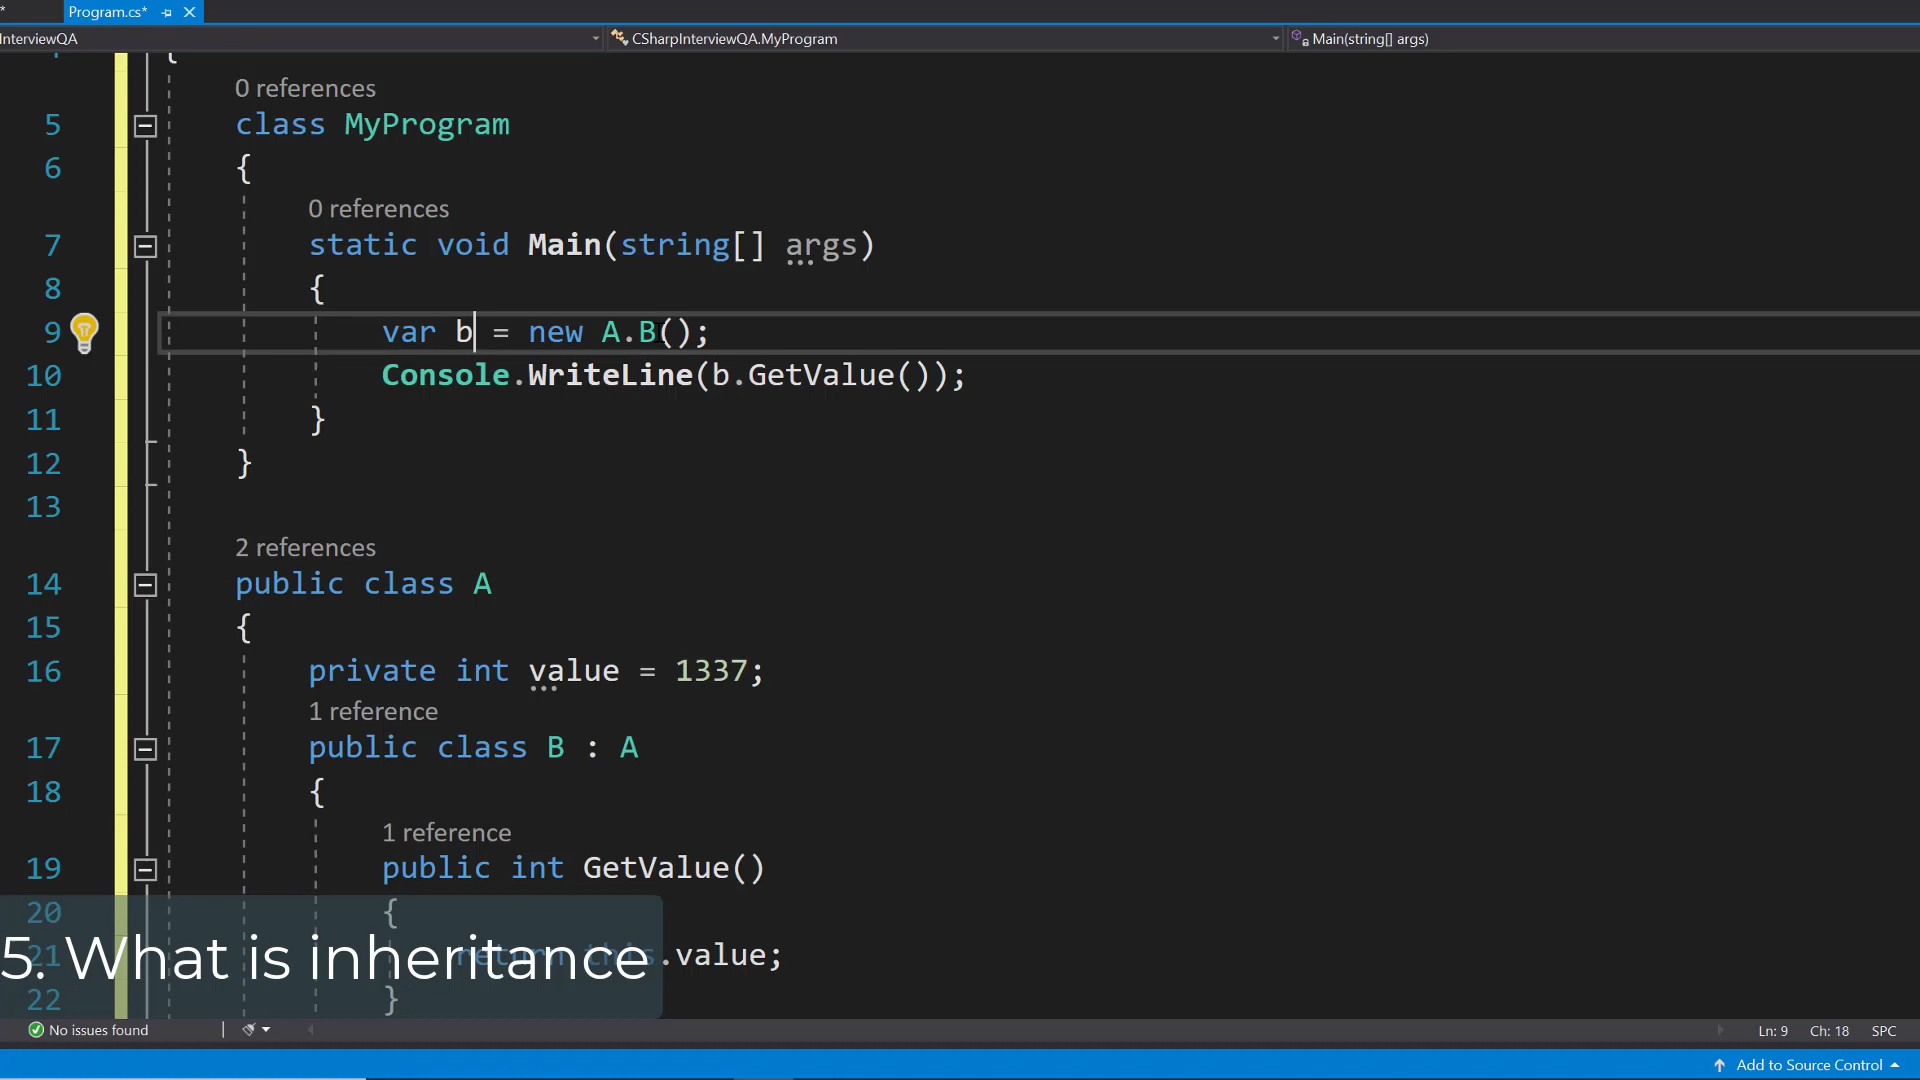 Program.cs*
InterviewQA
CSharpInterviewQA.MyProgram
Main(string[] args)
{
0 references
5 class MyProgram
6 {
0 references
7 static void Main(string[] args)
8 {
9 var b = new A.B();
10 Console.WriteLine(b.GetValue());
11 }
12 }
13
2 references
14 public class A
15 {
16 private int value = 1337;
1 reference
17 public class B : A
18 {
1 reference
19 public int GetValue()
20 {
21 return this.value;
22 }
5. What is inheritance
No issues found
Ln: 9 Ch: 18 SPC
Add to Source Control